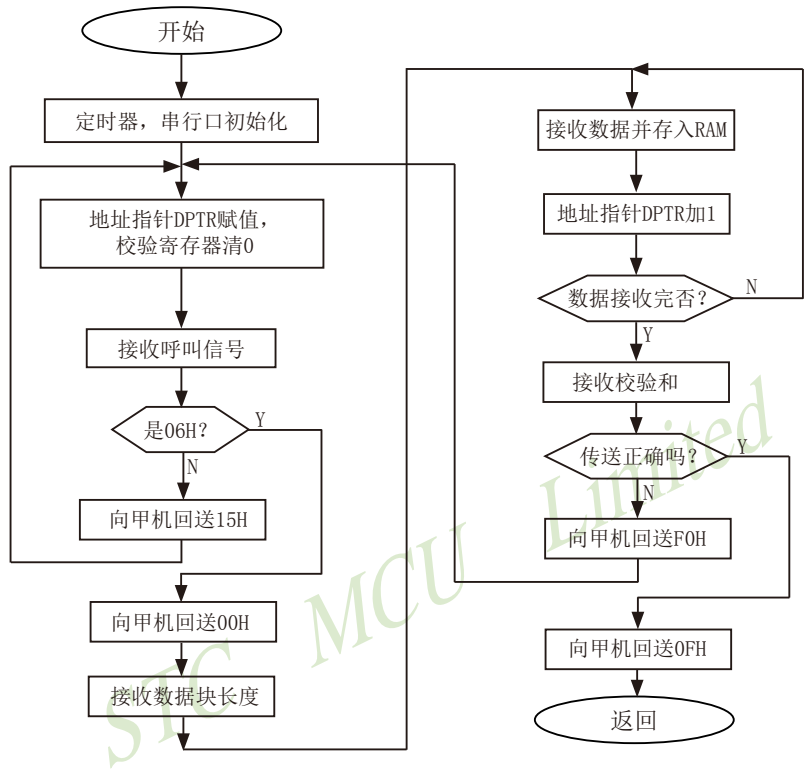 开始
定时器，串行口初始化
地址指针DPTR赋值，
校验寄存器清0
接收呼叫信号
是06H？
Y
N
向甲机回送15H
向甲机回送00H
接收数据块长度
接收数据并存入RAM
地址指针DPTR加1
数据接收完否？
N
Y
接收校验和
传送正确吗？
Y
N
向甲机回送F0H
向甲机回送0FH
返回
STC MCU Limited